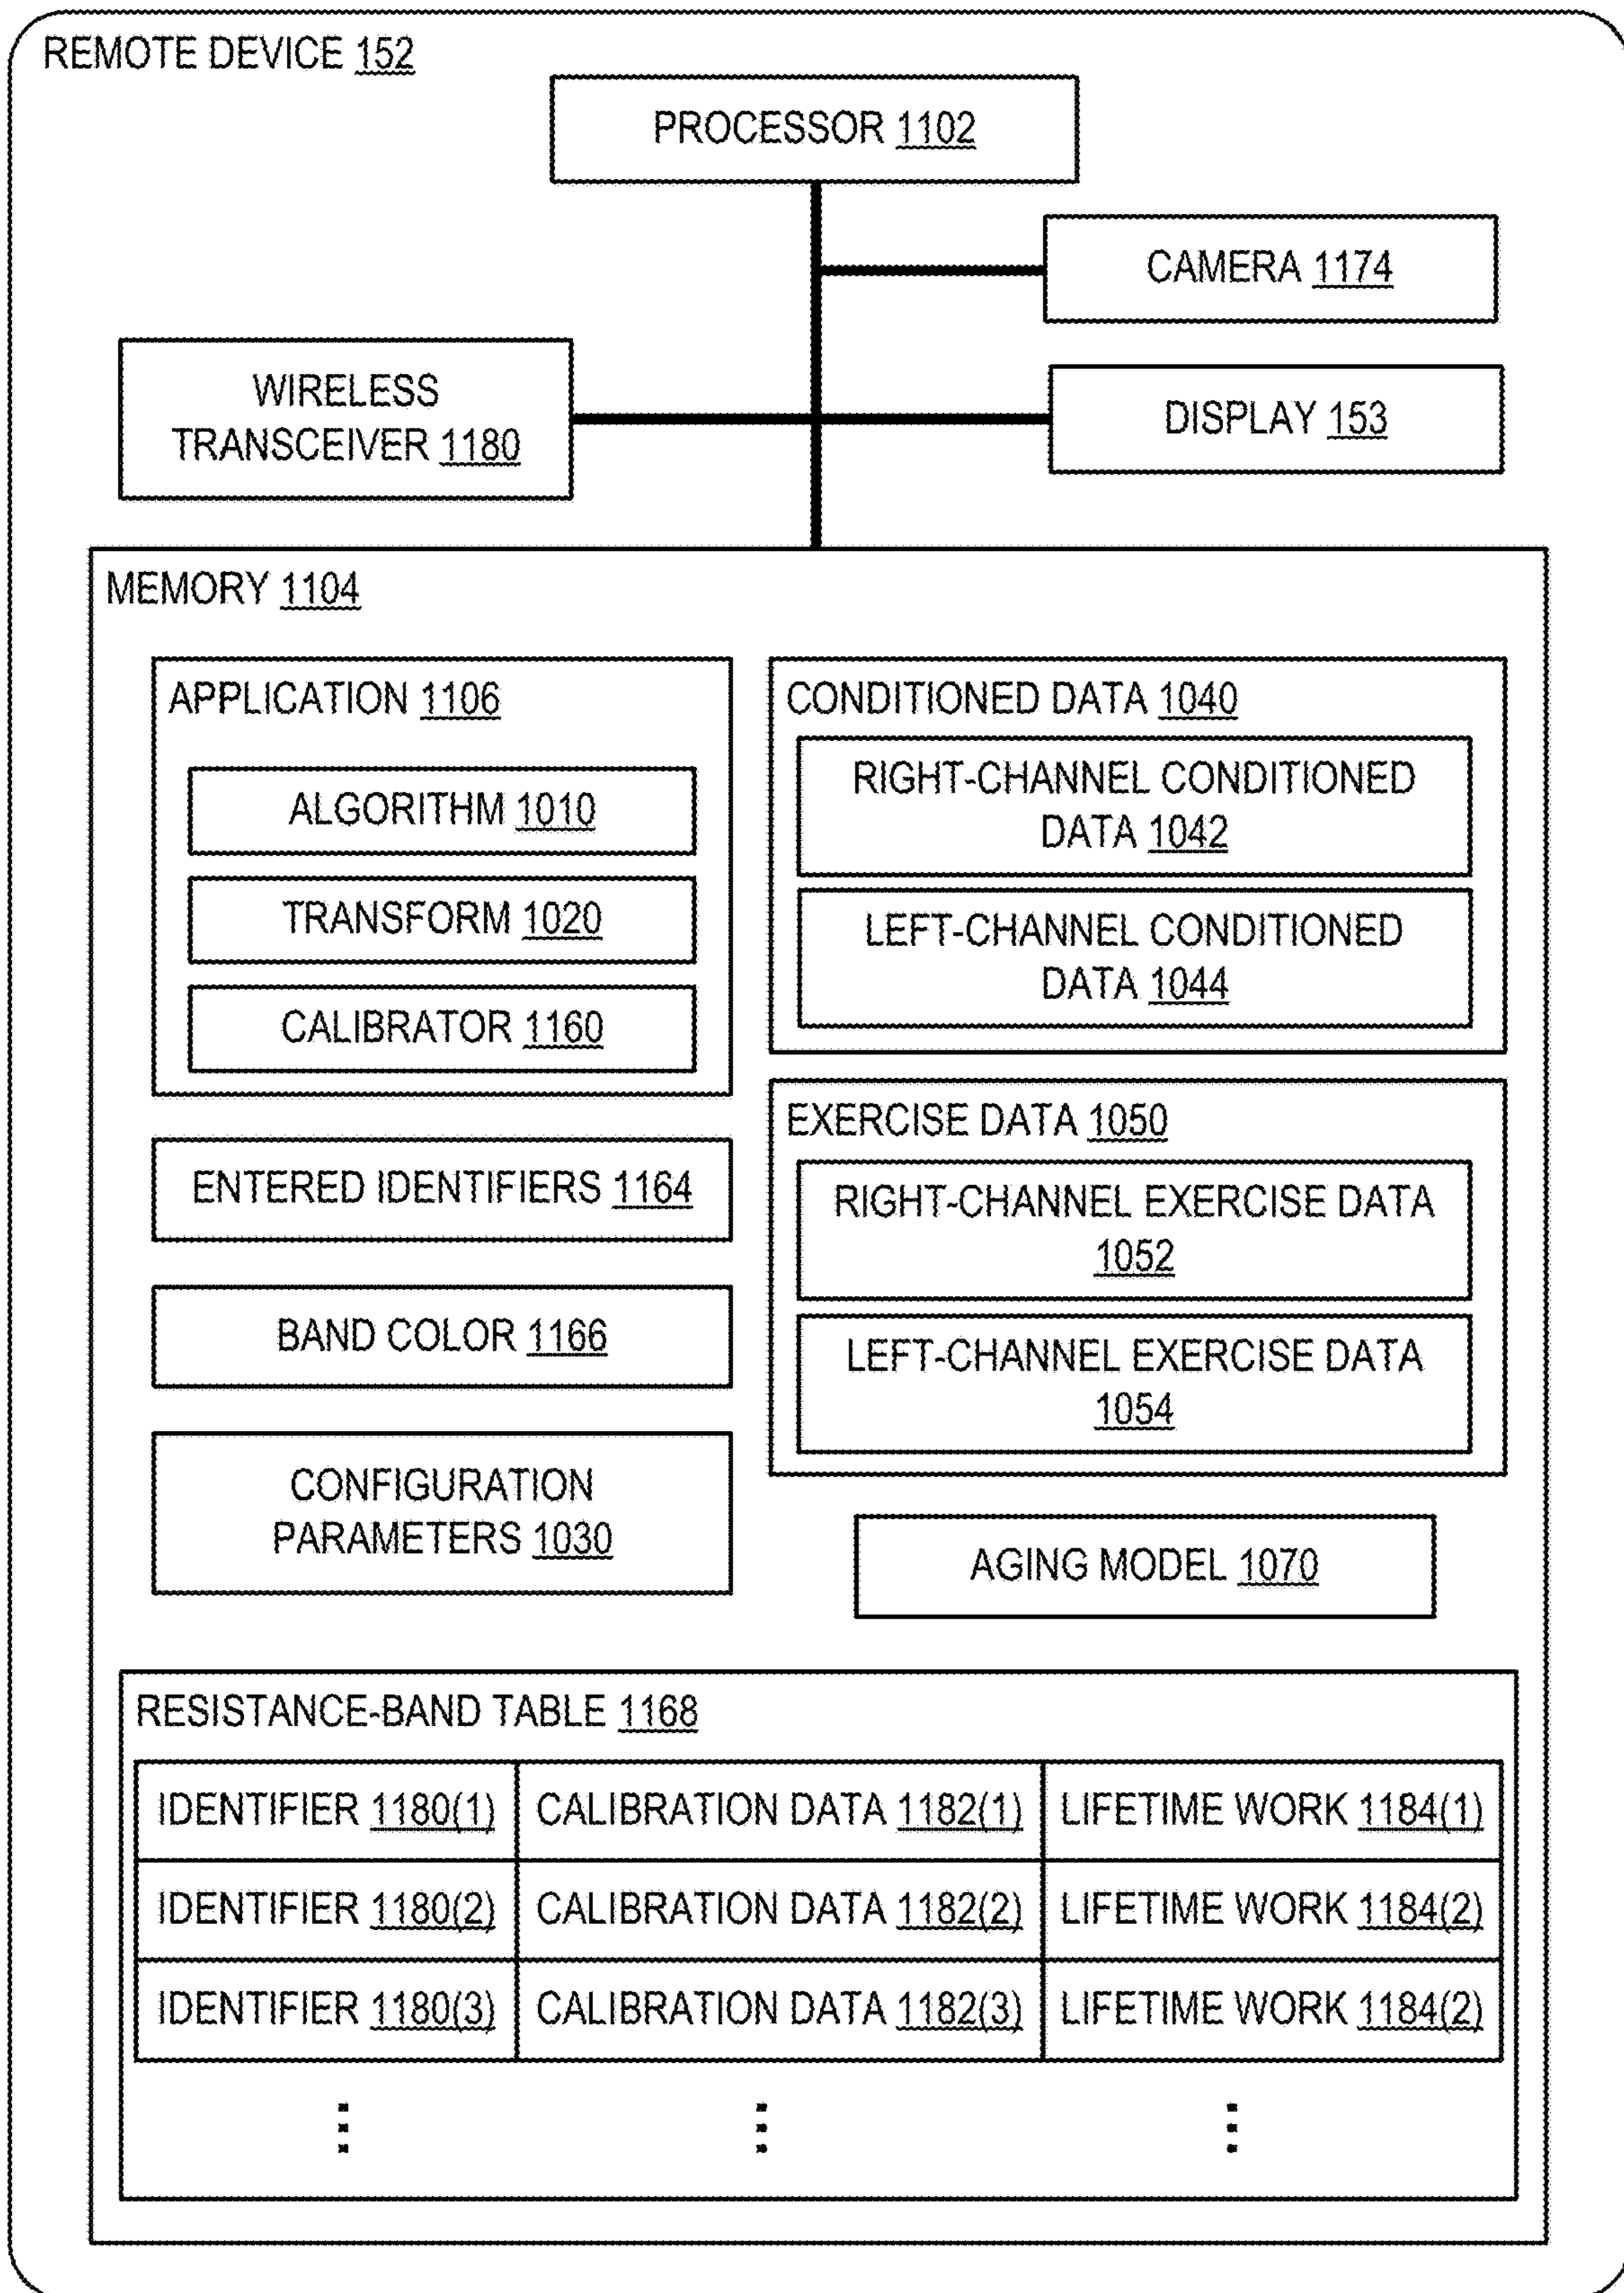 REMOTE DEVICE 152
PROCESSOR 1102
CAMERA 1174
WIRELESS
TRANSCEIVER 1180
DISPLAY 153
MEMORY 1104
APPLICATION 1106
ALGORITHM 1010
TRANSFORM 1020
CALIBRATOR 1160
ENTERED IDENTIFIERS 1164
BAND COLOR 1166
CONFIGURATION
PARAMETERS 1030
CONDITIONED DATA 1040
RIGHT-CHANNEL CONDITIONED
DATA 1042
LEFT-CHANNEL CONDITIONED
DATA 1044
EXERCISE DATA 1050
RIGHT-CHANNEL EXERCISE DATA
1052
LEFT-CHANNEL EXERCISE DATA
1054
AGING MODEL 1070
RESISTANCE-BAND TABLE 1168
IDENTIFIER 1180(1) CALIBRATION DATA 1182(1) LIFETIME WORK 1184(1)
IDENTIFIER 1180(2) CALIBRATION DATA 1182(2) LIFETIME WORK 1184(2)
IDENTIFIER 1180(3) CALIBRATION DATA 1182(3) LIFETIME WORK 1184(2)